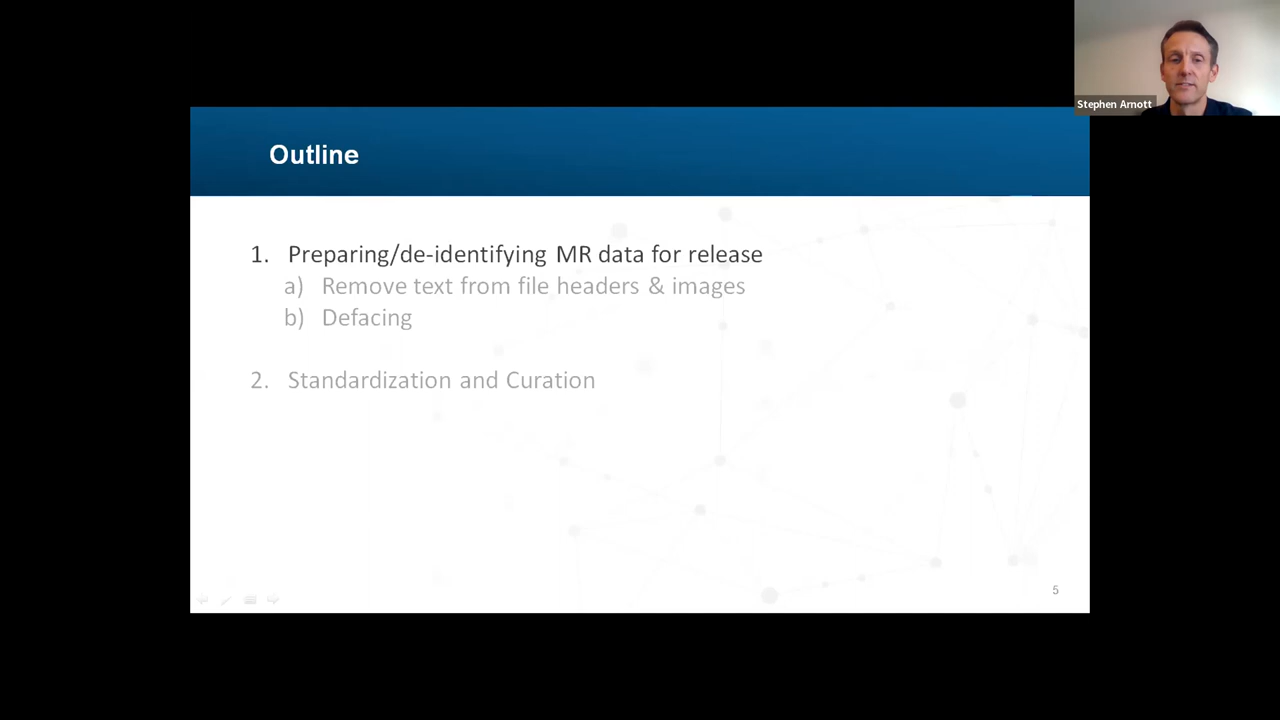 Stephen Arnott
Outline
1. Preparing/de-identifying MR data for release
a) Remove text from file headers & images
b) Defacing
2. Standardization and Curation
5